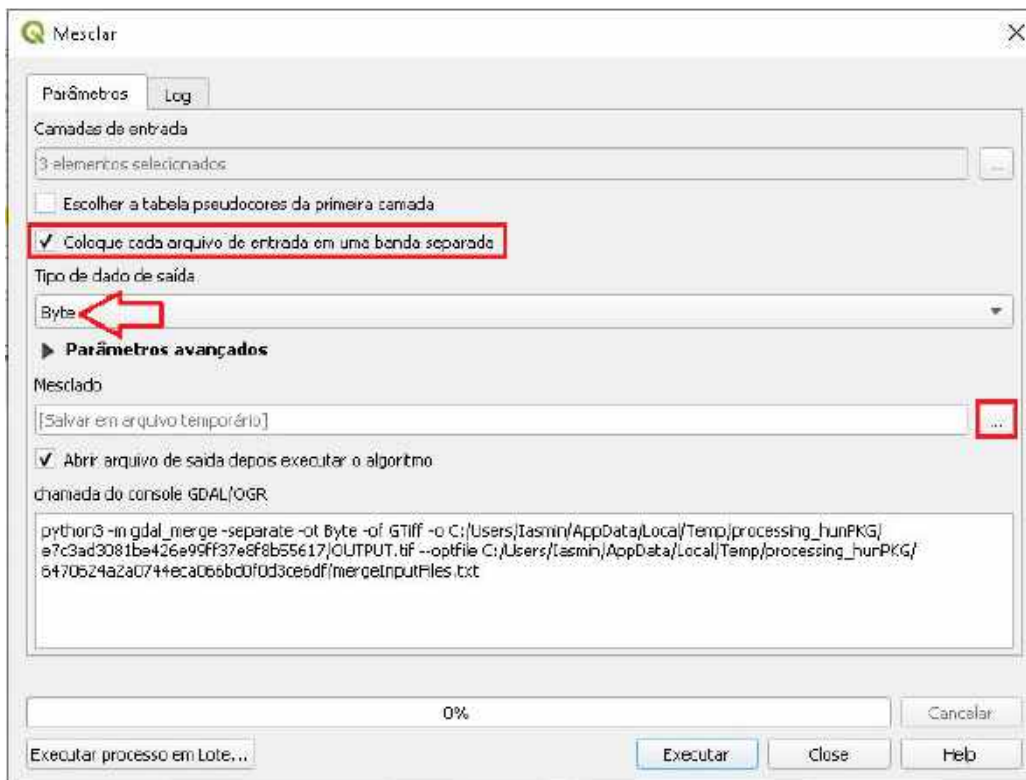 Mesclar
Parâmetros
Log
Camadas de entrada
3 elementos selecionados
...
Escolher a tabela pseudocores da primeira camada
Coloque cada arquivo de entrada em uma banda separada
Tipo de dado de saída
Byte
Parâmetros avançados
Mesclado
[Salvar em arquivo temporário]
...
Abrir arquivo de saida depois executar o algoritmo
chamada do console GDAL/OGR
python3 -m gdal_merge -separate -ot Byte -of GTiff -o C:/Users/Iasmin/AppData/Local/Temp/processing_hunPKG/
e7c3ad3081be426e99ff37e8f8b55617/OUTPUT.tif --optfile C:/Users/Iasmin/AppData/Local/Temp/processing_hunPKG/
6470624a2a0744eca066bd0f0d3ce6df/mergeInputFiles.txt
0%
Cancelar
Executar processo em Lote...
Executar
Close
Help